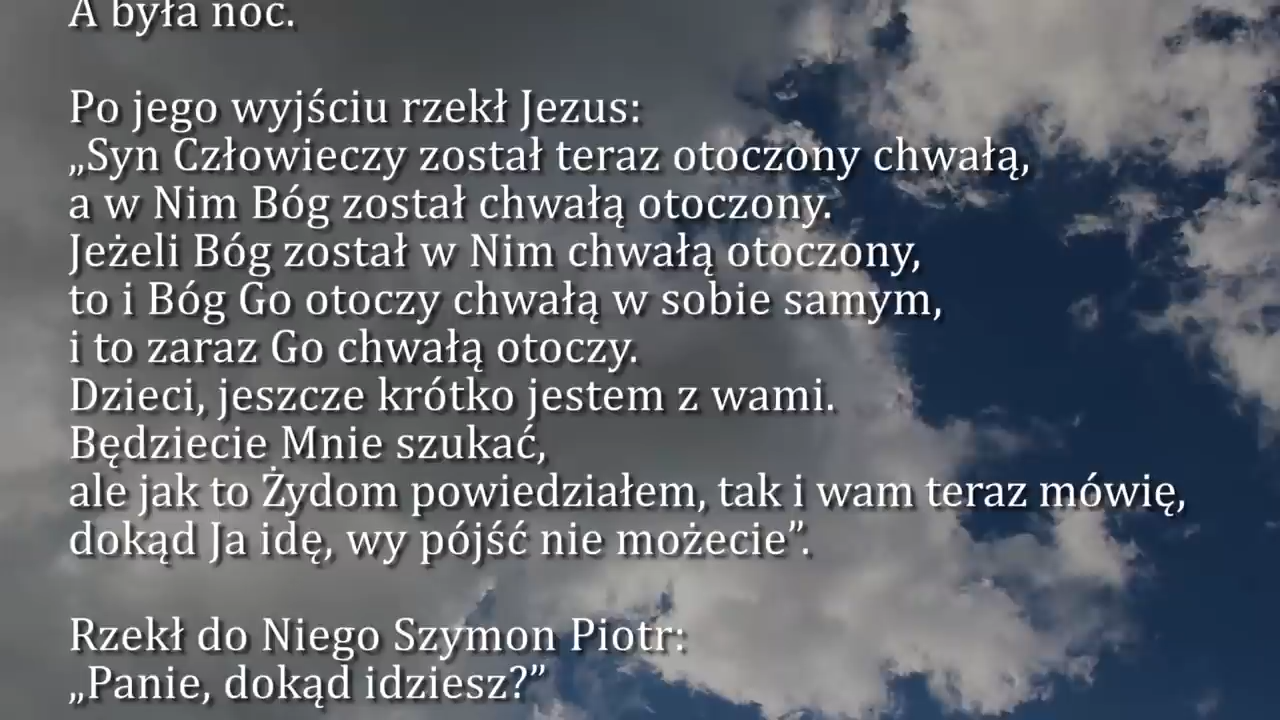 A była noc.
Po jego wyjściu rzekł Jezus:
„Syn Człowieczy został teraz otoczony chwałą,
a w Nim Bóg został chwałą otoczony.
Jeżeli Bóg został w Nim chwałą otoczony,
to i Bóg Go otoczy chwałą w sobie samym,
i to zaraz Go chwałą otoczy.
Dzieci, jeszcze krótko jestem z wami.
Będziecie Mnie szukać,
ale jak to Żydom powiedziałem, tak i wam teraz mówię,
dokąd Ja idę, wy pójść nie możecie”.
Rzekł do Niego Szymon Piotr:
„Panie, dokąd idziesz?”